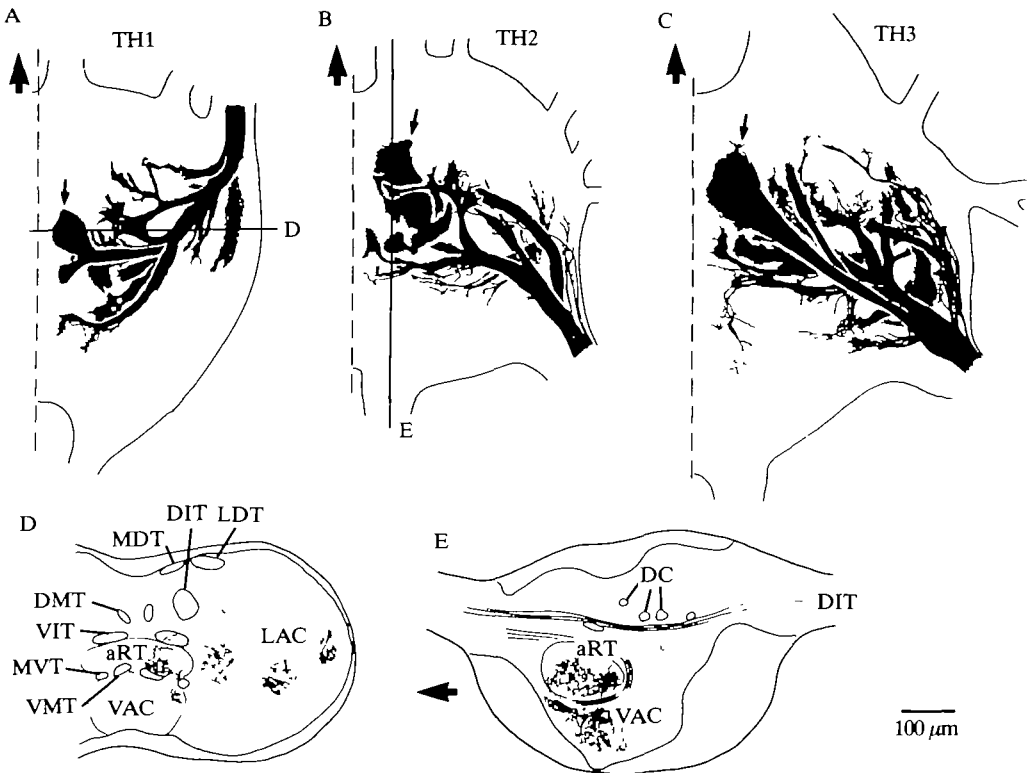 A
TH1
B
TH2
C
TH3
D
E
D
DIT
LDT
MDT
DMT
VIT
aRT
MVT
VMT
VAC
LAC
E
DC
DIT
aRT
VAC
100 μm